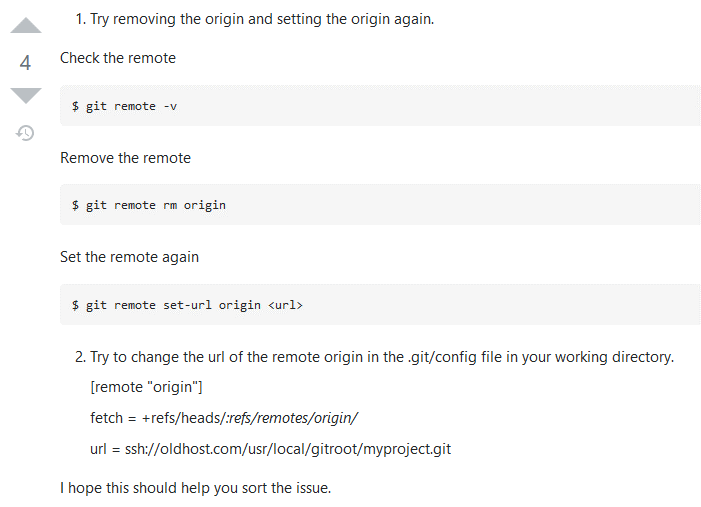 1. Try removing the origin and setting the origin again.
4
Check the remote
$ git remote -v
Remove the remote
$ git remote rm origin
Set the remote again
$ git remote set-url origin <url>
2. Try to change the url of the remote origin in the .git/config file in your working directory.
[remote "origin"]
fetch = +refs/heads/:refs/remotes/origin/
url = ssh://oldhost.com/usr/local/gitroot/myproject.git
I hope this should help you sort the issue.